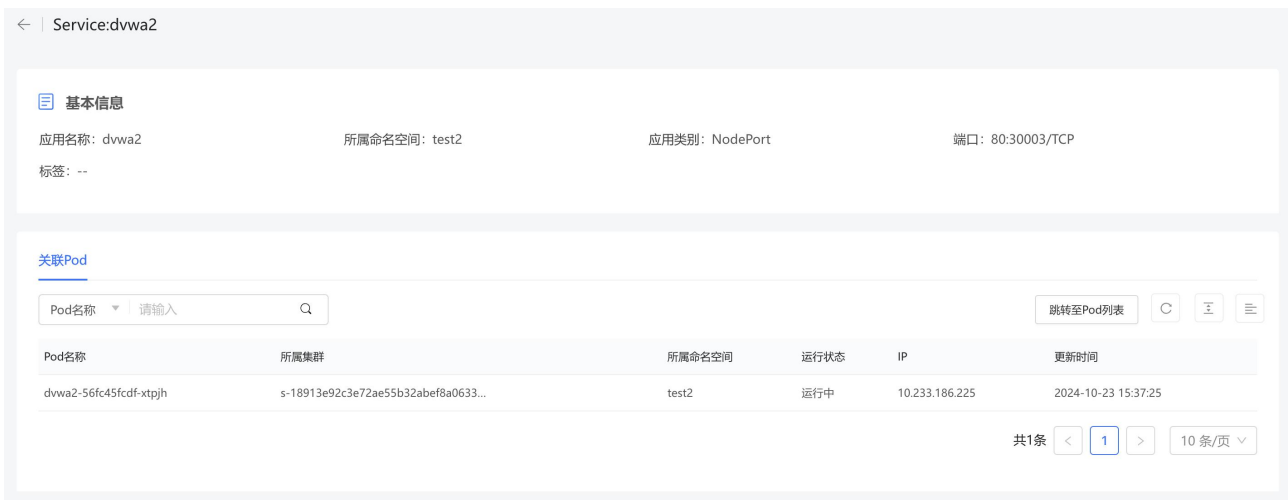 Service:dvwa2
基本信息
应用名称：dvwa2 所属命名空间：test2 应用类别：NodePort 端口：80:30003/TCP
标签：--
关联Pod
Pod名称 请输入 跳转至Pod列表
Pod名称 所属集群 所属命名空间 运行状态 IP 更新时间
dvwa2-56fc45fcdf-xtpjh s-18913e92c3e72ae55b32abef8a0633... test2 运行中 10.233.186.225 2024-10-23 15:37:25
共1条 < 1 > 10 条/页